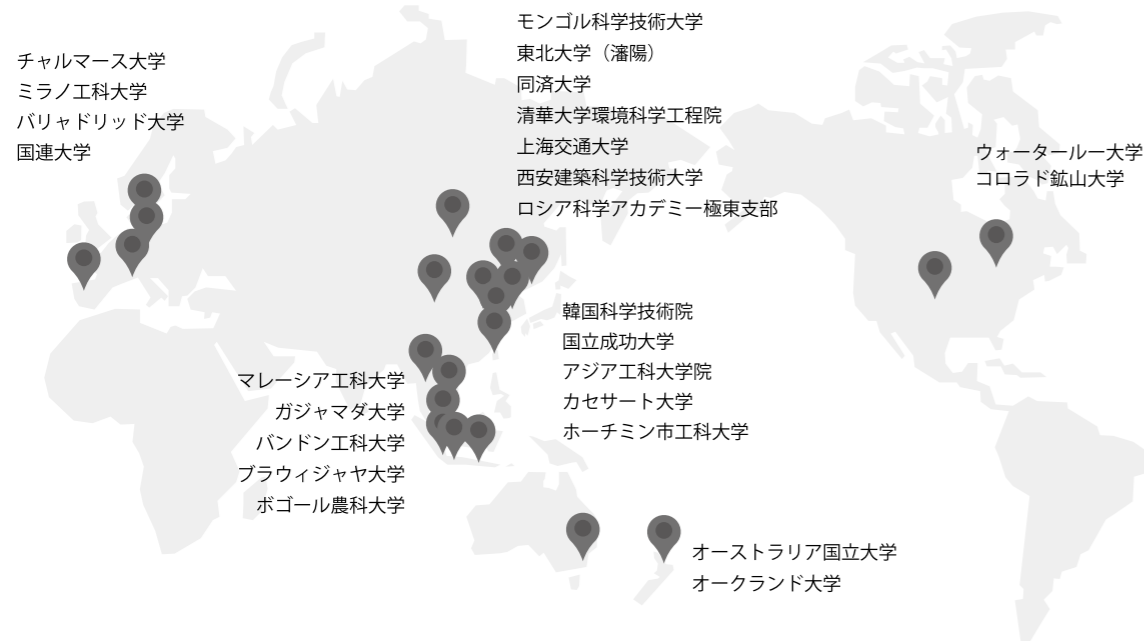 チャルマース大学
ミラノ工科大学
バリャドリッド大学
国連大学
モンゴル科学技術大学
東北大学（瀋陽）
同済大学
清華大学環境科学工程院
上海交通大学
西安建築科学技術大学
ロシア科学アカデミー極東支部
ウォータールー大学
コロラド鉱山大学
韓国科学技術院
国立成功大学
アジア工科大学院
カセサート大学
ホーチミン市工科大学
マレーシア工科大学
ガジャマダ大学
バンドン工科大学
ブラウィジャヤ大学
ボゴール農科大学
オーストラリア国立大学
オークランド大学